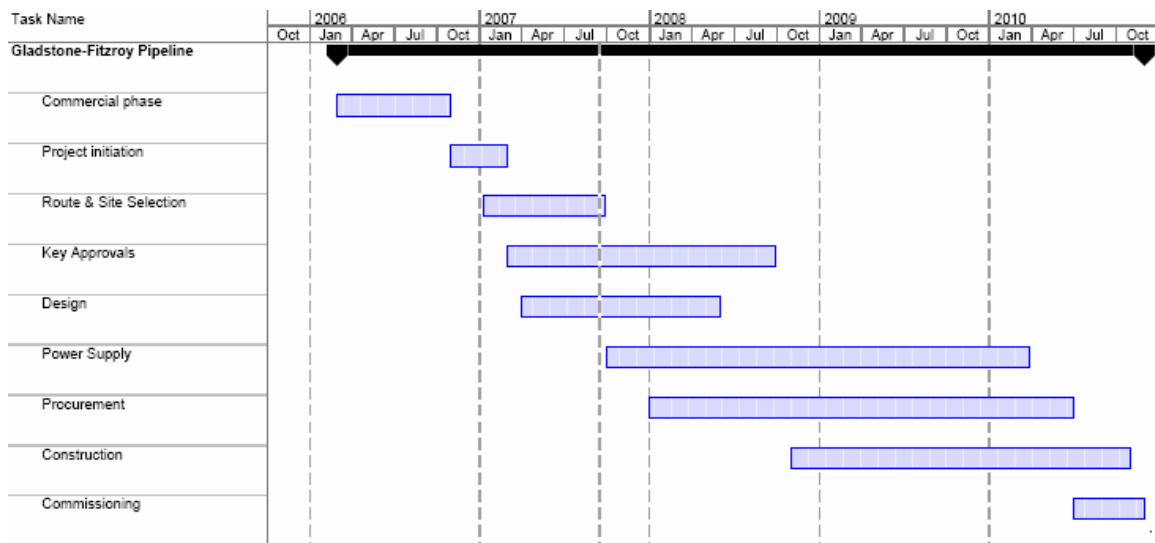 Task Name 2006 2007 2008 2009 2010
Oct Jan Apr Jul Oct Jan Apr Jul Oct Jan Apr Jul Oct Jan Apr Jul Oct Jan Apr Jul Oct
Gladstone-Fitzroy Pipeline
Commercial phase
Project initiation
Route & Site Selection
Key Approvals
Design
Power Supply
Procurement
Construction
Commissioning